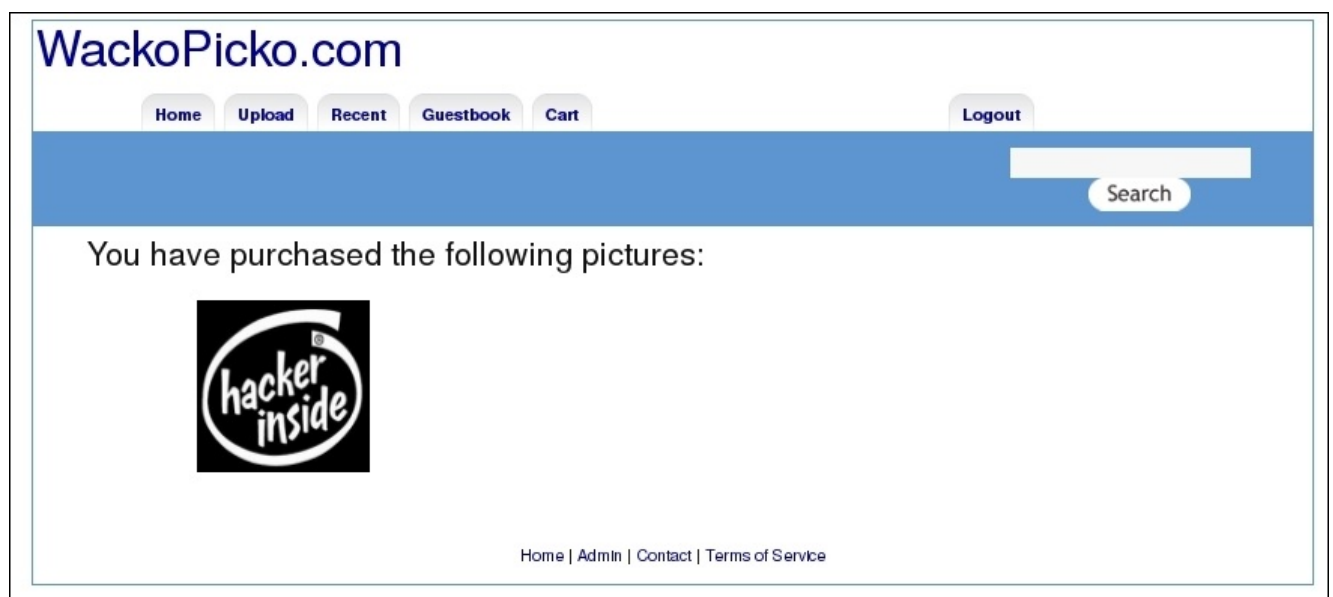 WackoPicko.com
Home Upload Recent Guestbook Cart Logout
Search
You have purchased the following pictures:
hacker
inside
Home | Admin | Contact | Terms of Service